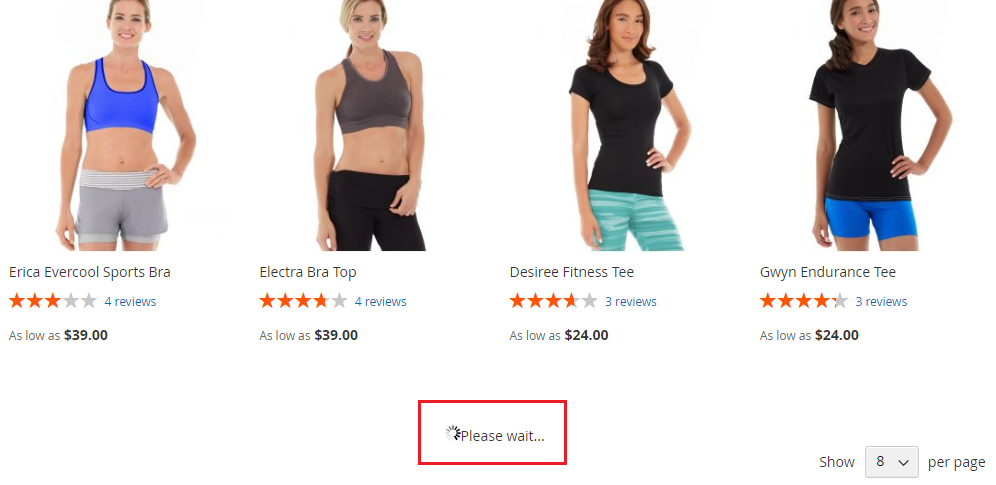 Erica Evercool Sports Bra
Electra Bra Top
Desiree Fitness Tee
Gwyn Endurance Tee
4 reviews
4 reviews
3 reviews
3 reviews
As low as $39.00
As low as $39.00
As low as $24.00
As low as $24.00
Please wait...
Show 8 per page